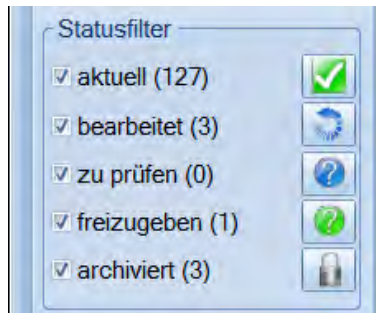 Statusfilter
aktuell (127)
bearbeitet (3)
zu prüfen (0)
freizugeben (1)
archiviert (3)